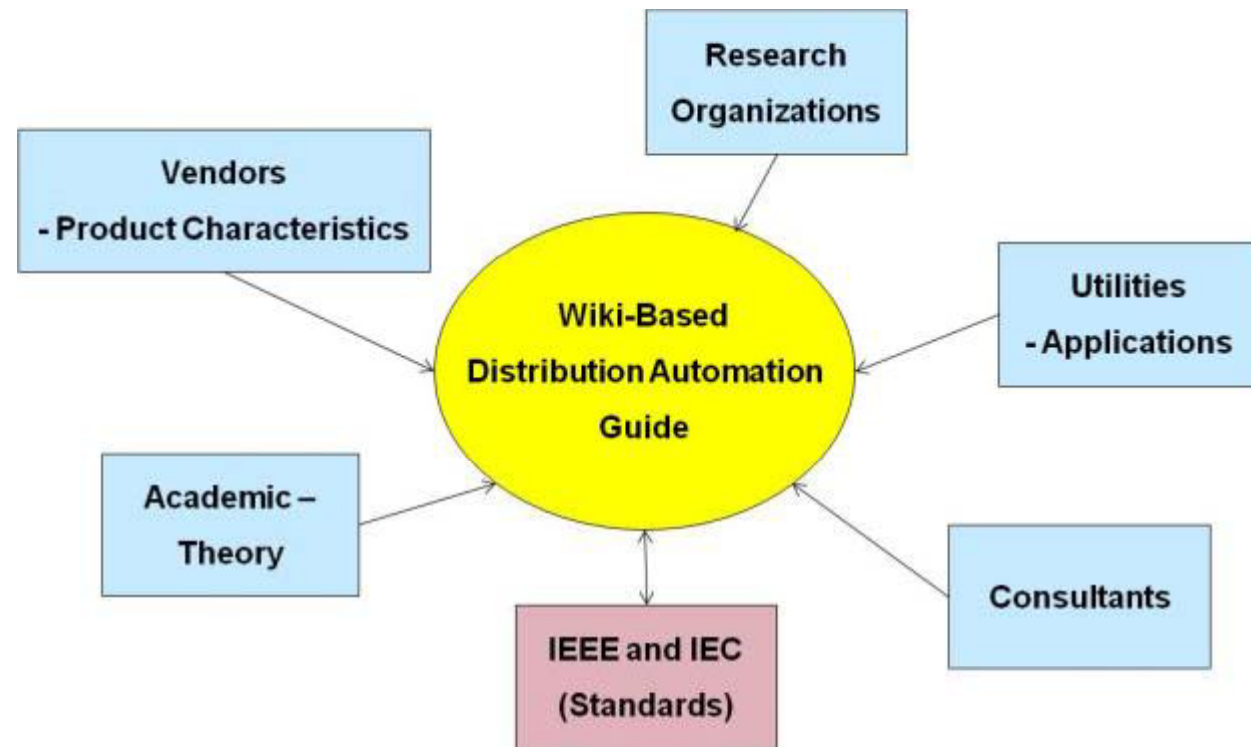 Research
Organizations
Vendors
- Product Characteristics
Utilities
- Applications
Wiki-Based
Distribution Automation
Guide
Academic –
Theory
Consultants
IEEE and IEC
(Standards)